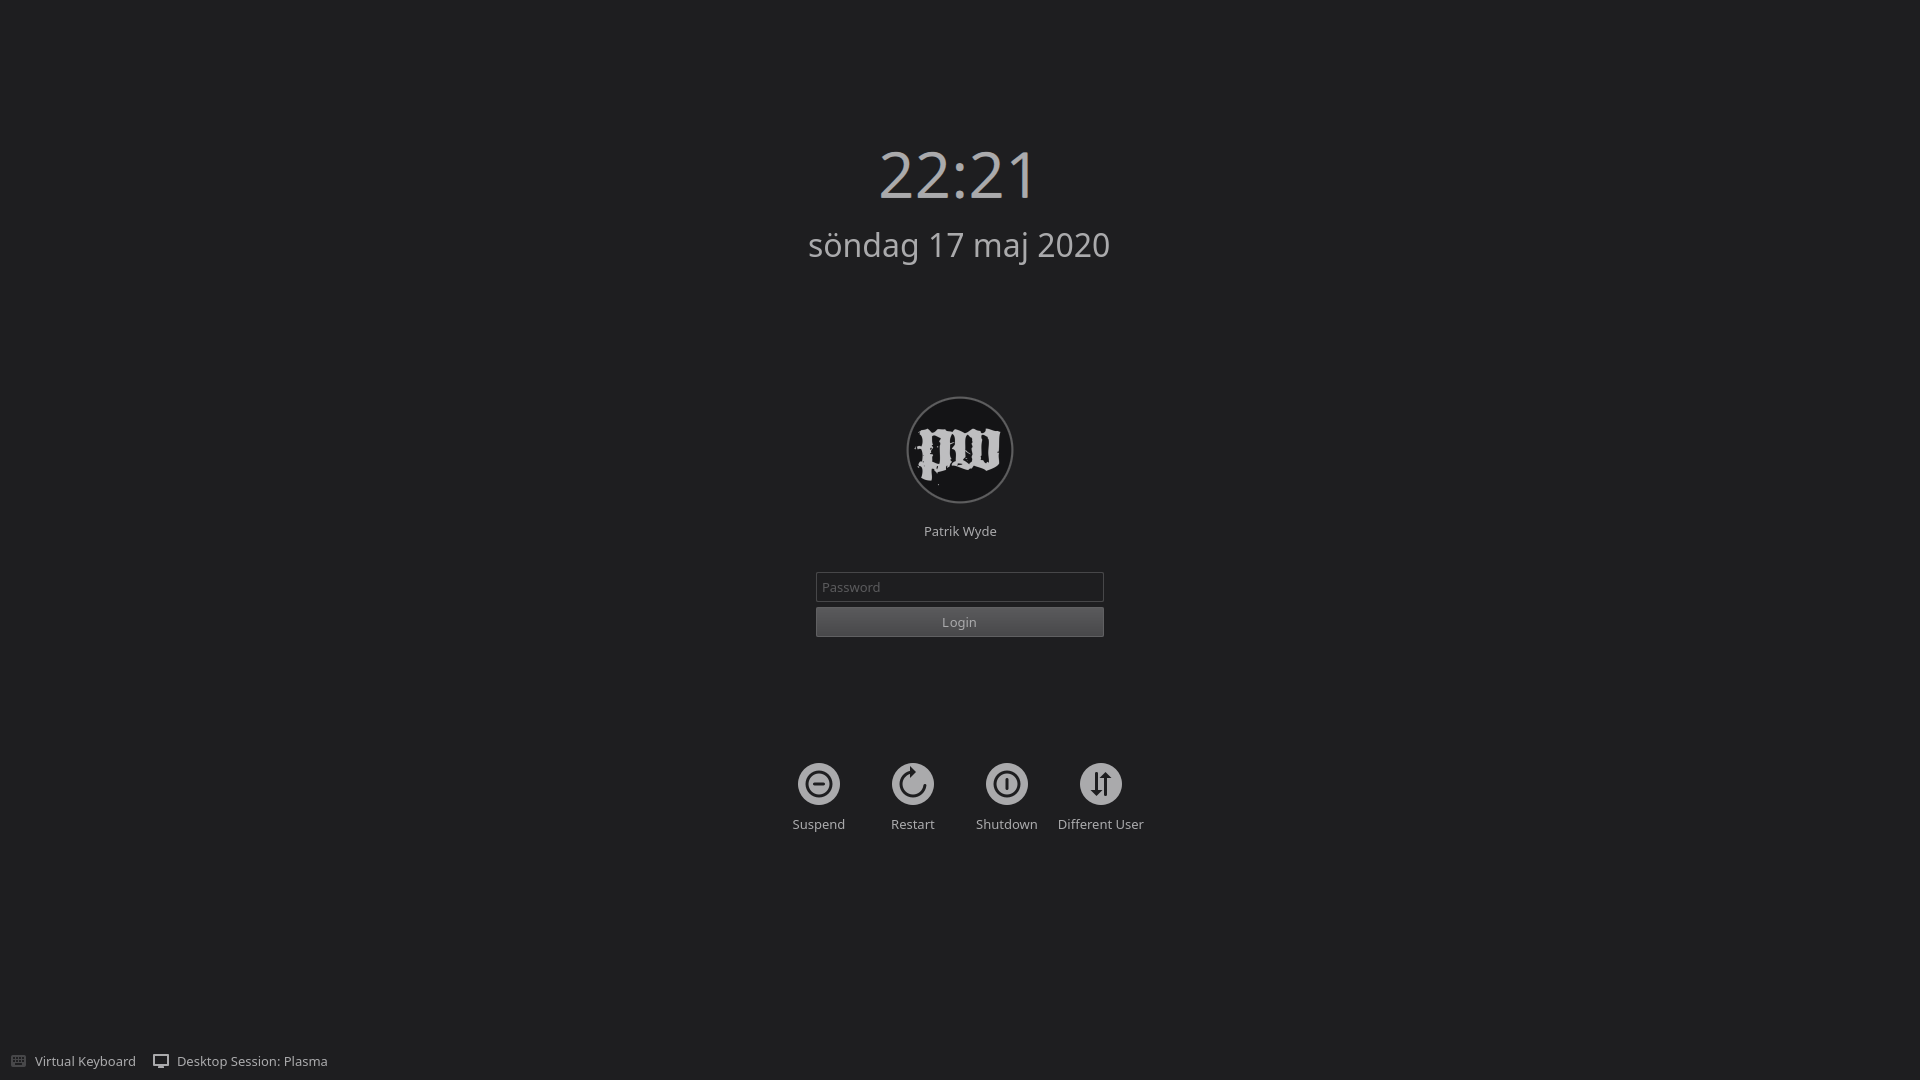 22:21
söndag 17 maj 2020
pw
Patrik Wyde
Password
Login
Suspend
Restart
Shutdown
Different User
Virtual Keyboard
Desktop Session: Plasma